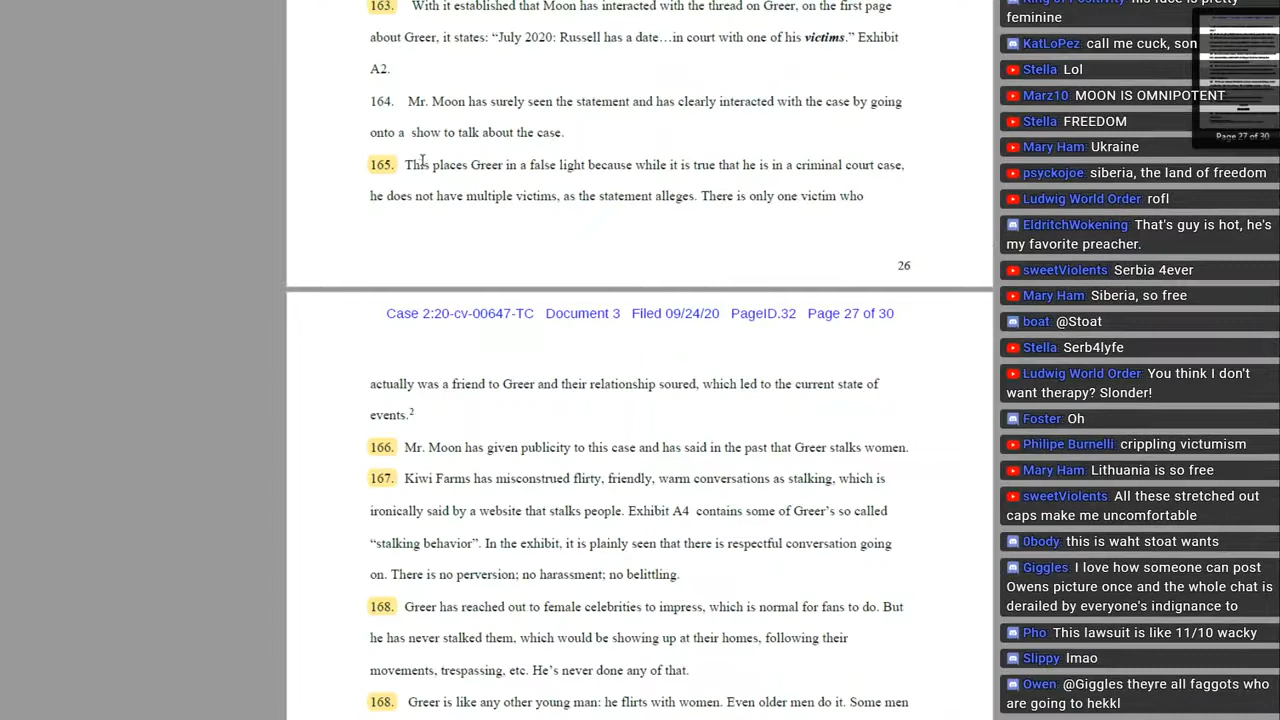 163. With it established that Moon has interacted with the thread on Greer, on the first page
about Greer, it states: “July 2020: Russell has a date…in court with one of his victims.” Exhibit
A2.
164. Mr. Moon has surely seen the statement and has clearly interacted with the case by going
onto a show to talk about the case.
165. This places Greer in a false light because while it is true that he is in a criminal court case,
he does not have multiple victims, as the statement alleges. There is only one victim who
26
Case 2:20-cv-00647-TC Document 3 Filed 09/24/20 PageID.32 Page 27 of 30
actually was a friend to Greer and their relationship soured, which led to the current state of
events.2
166. Mr. Moon has given publicity to this case and has said in the past that Greer stalks women.
167. Kiwi Farms has misconstrued flirty, friendly, warm conversations as stalking, which is
ironically said by a website that stalks people. Exhibit A4 contains some of Greer’s so called
“stalking behavior”. In the exhibit, it is plainly seen that there is respectful conversation going
on. There is no perversion; no harassment; no belittling.
168. Greer has reached out to female celebrities to impress, which is normal for fans to do. But
he has never stalked them, which would be showing up at their homes, following their
movements, trespassing, etc. He’s never done any of that.
168. Greer is like any other young man: he flirts with women. Even older men do it. Some men
feminine
KatLoPez: call me cuck, son
Stella: Lol
Marz10: MOON IS OMNIPOTENT
Stella: FREEDOM
Page 27 of 30
Mary Ham: Ukraine
psyckojoe: siberia, the land of freedom
Ludwig World Order: rofl
EldritchWokening: That's guy is hot, he's
my favorite preacher.
sweetViolents: Serbia 4ever
Mary Ham: Siberia, so free
boat: @Stoat
Stella: Serb4lyfe
Ludwig World Order: You think I don't
want therapy? Slonder!
Foster: Oh
Philipe Burnelli: crippling victumism
Mary Ham: Lithuania is so free
sweetViolents: All these stretched out
caps make me uncomfortable
0body: this is waht stoat wants
Giggles: I love how someone can post
Owens picture once and the whole chat is
derailed by everyone's indignance to
Pho: This lawsuit is like 11/10 wacky
Slippy: lmao
Owen: @Giggles theyre all faggots who
are going to hekkl